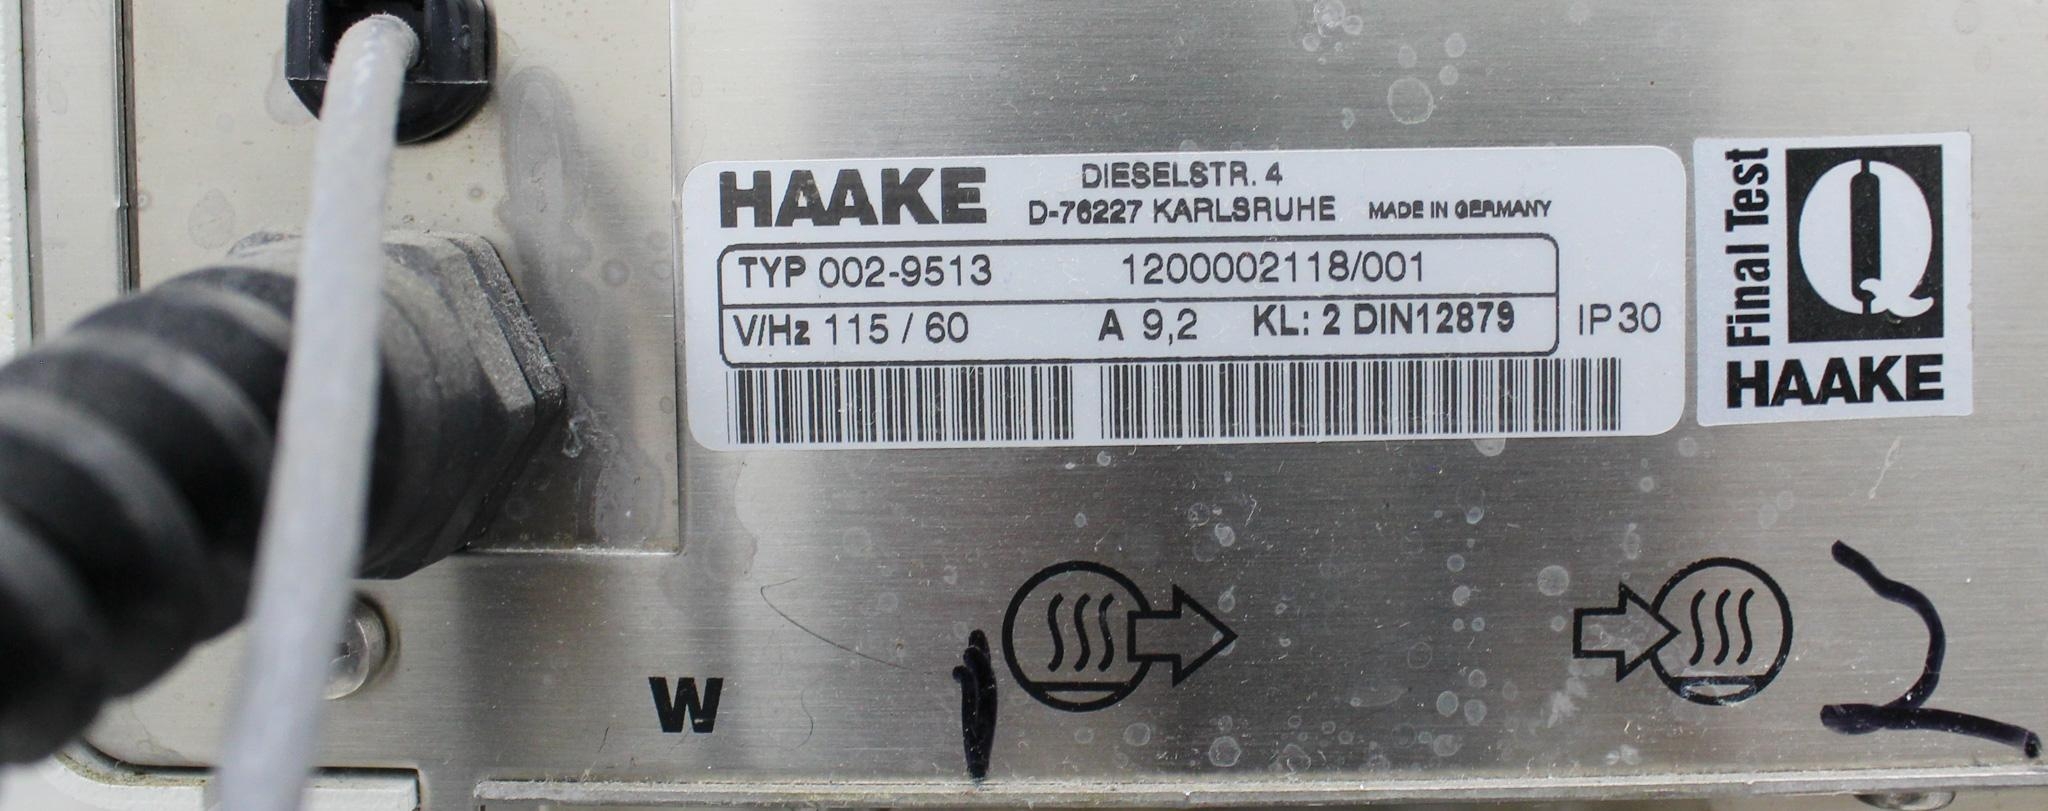 HAAKE
DIESELSTR. 4
D-76227 KARLSRUHE MADE IN GERMANY
TYP 002-9513 1200002118/001
V/Hz 115 / 60 A 9,2 KL: 2 DIN12879 IP30
Final Test
Q
HAAKE
W
1
2